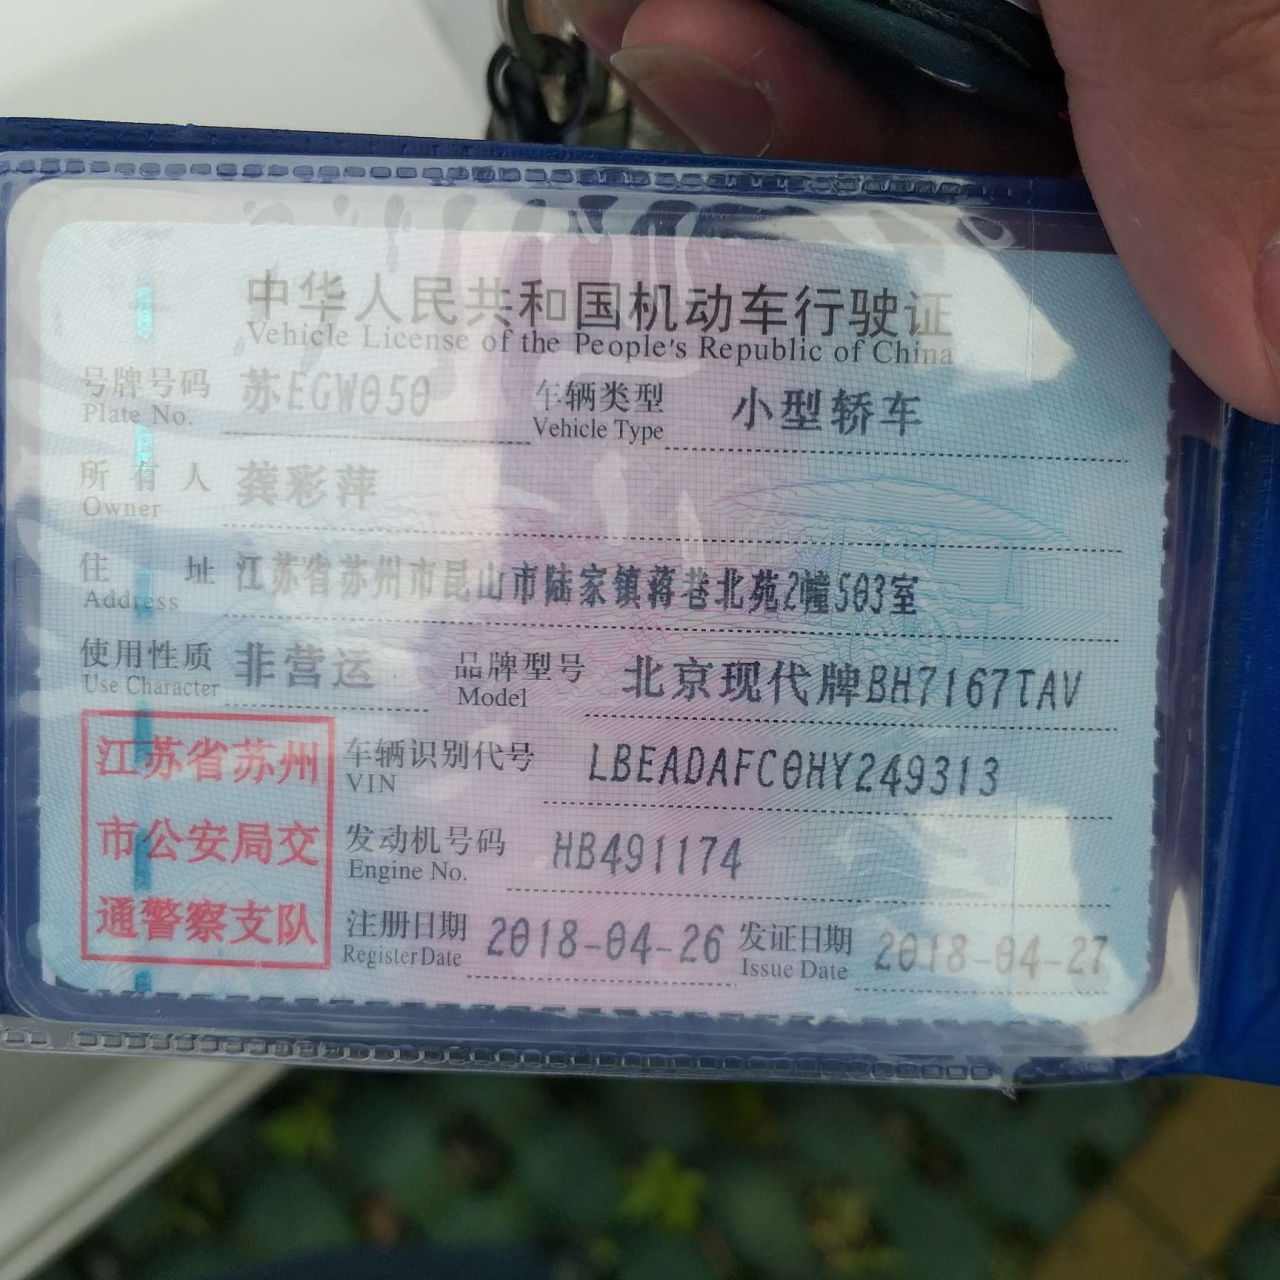 中华人民共和国机动车行驶证
Vehicle License of the People's Republic of China
号牌号码 苏EGW050 车辆类型 小型轿车
Plate No. Vehicle Type
所有人 龚彩萍
Owner
住址 江苏省苏州市昆山市陆家镇蒋巷北苑2幢503室
Address
使用性质 非营运 品牌型号 北京现代牌BH7167TAV
Use Character Model
江苏省苏州
市公安局交
通警察支队
车辆识别代号 LBEADAFC0HY249313
VIN
发动机号码 HB491174
Engine No.
注册日期 2018-04-26 发证日期 2018-04-27
Register Date Issue Date